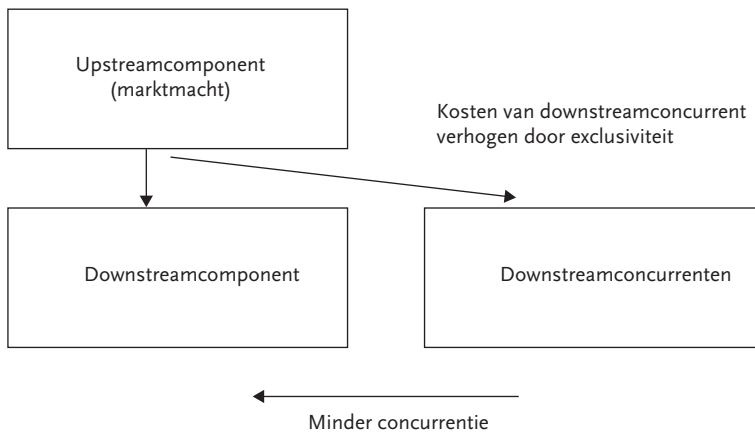 Upstreamcomponent
(marktmacht)
Kosten van downstreamconcurrent
verhogen door exclusiviteit
Downstreamcomponent
Downstreamconcurrenten
Minder concurrentie